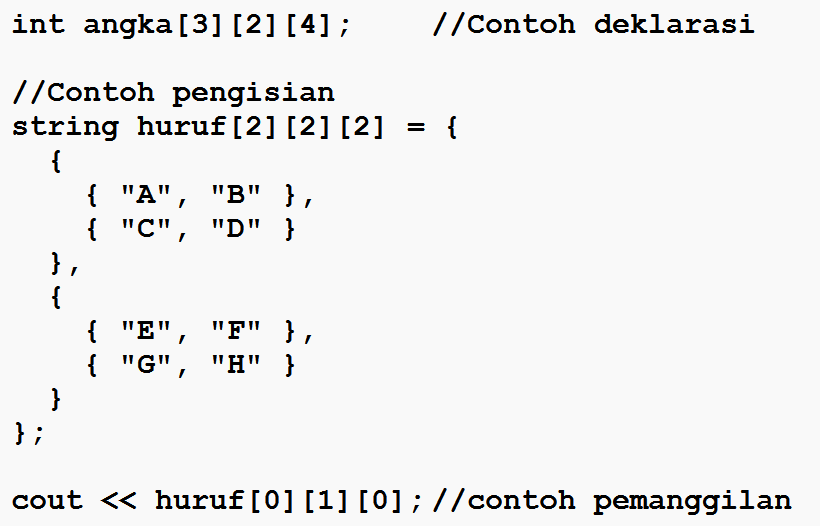 int angka[3][2][4];    //Contoh deklarasi
//Contoh pengisian
string huruf[2][2][2] = {
  {
    { "A", "B" },
    { "C", "D" }
  },
  {
    { "E", "F" },
    { "G", "H" }
  }
};
cout << huruf[0][1][0];//contoh pemanggilan